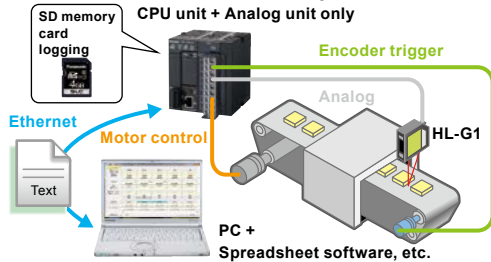 SD memory
card
logging
CPU unit + Analog unit only
Panasonic
Encoder trigger
Analog
Ethernet
Motor control
HL-G1
Text
PC +
Spreadsheet software, etc.